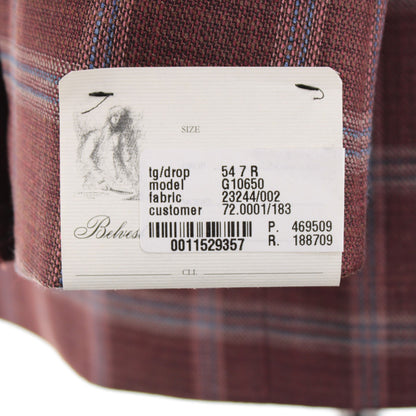 SIZE
tg/drop 54 7 R
model G10650
fabric 23244/002
customer 72.0001/183
P. 469509
0011529357
R. 188709
CLL